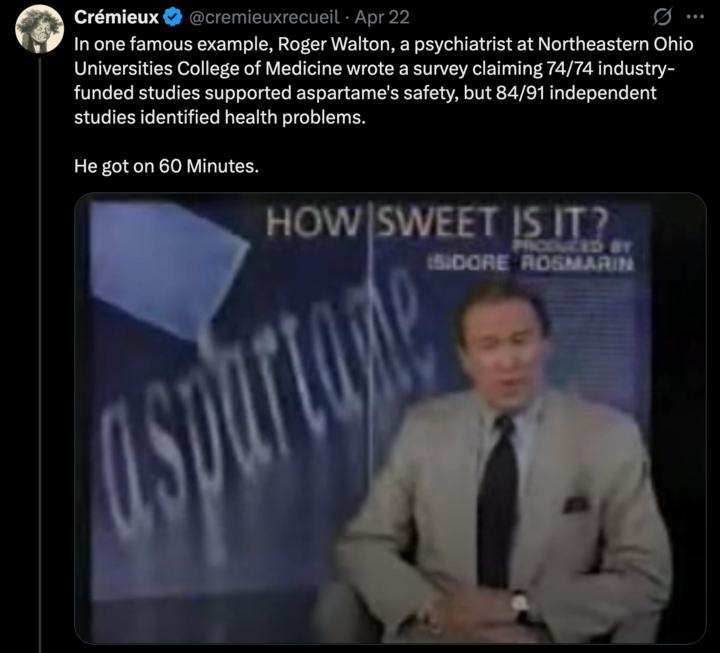 Crémieux @cremieuxrecueil · Apr 22
In one famous example, Roger Walton, a psychiatrist at Northeastern Ohio
Universities College of Medicine wrote a survey claiming 74/74 industry-
funded studies supported aspartame's safety, but 84/91 independent
studies identified health problems.
He got on 60 Minutes.
HOW SWEET IS IT?
PRODUCED BY
ISIDORE ROSMARIN
aspartame